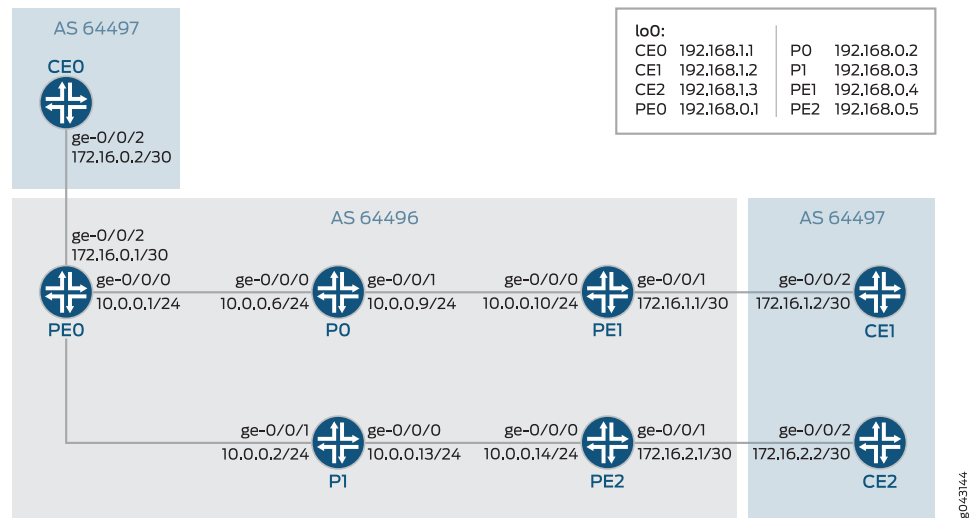 AS 64497
CE0
ge-0/0/2
172.16.0.2/30
lo0:
CE0 192.168.1.1 P0 192.168.0.2
CE1 192.168.1.2 P1 192.168.0.3
CE2 192.168.1.3 PE1 192.168.0.4
PE0 192.168.0.1 PE2 192.168.0.5
AS 64496
AS 64497
ge-0/0/2
172.16.0.1/30
ge-0/0/0 ge-0/0/0 ge-0/0/1 ge-0/0/0 ge-0/0/1 ge-0/0/2
10.0.0.1/24 10.0.0.6/24 10.0.0.9/24 10.0.0.10/24 172.16.1.1/30 172.16.1.2/30
PE0 P0 PE1 CE1
ge-0/0/1 ge-0/0/0 ge-0/0/0 ge-0/0/1 ge-0/0/2
10.0.0.2/24 10.0.0.13/24 10.0.0.14/24 172.16.2.1/30 172.16.2.2/30
P1 PE2 CE2
g043144